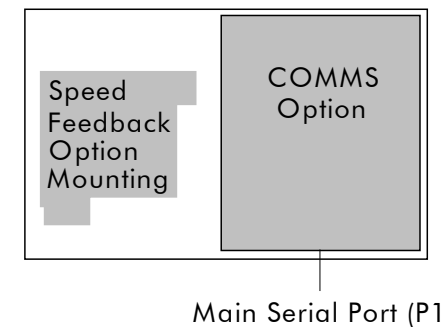 Speed
Feedback
Option
Mounting
COMMS
Option
Main Serial Port (P1